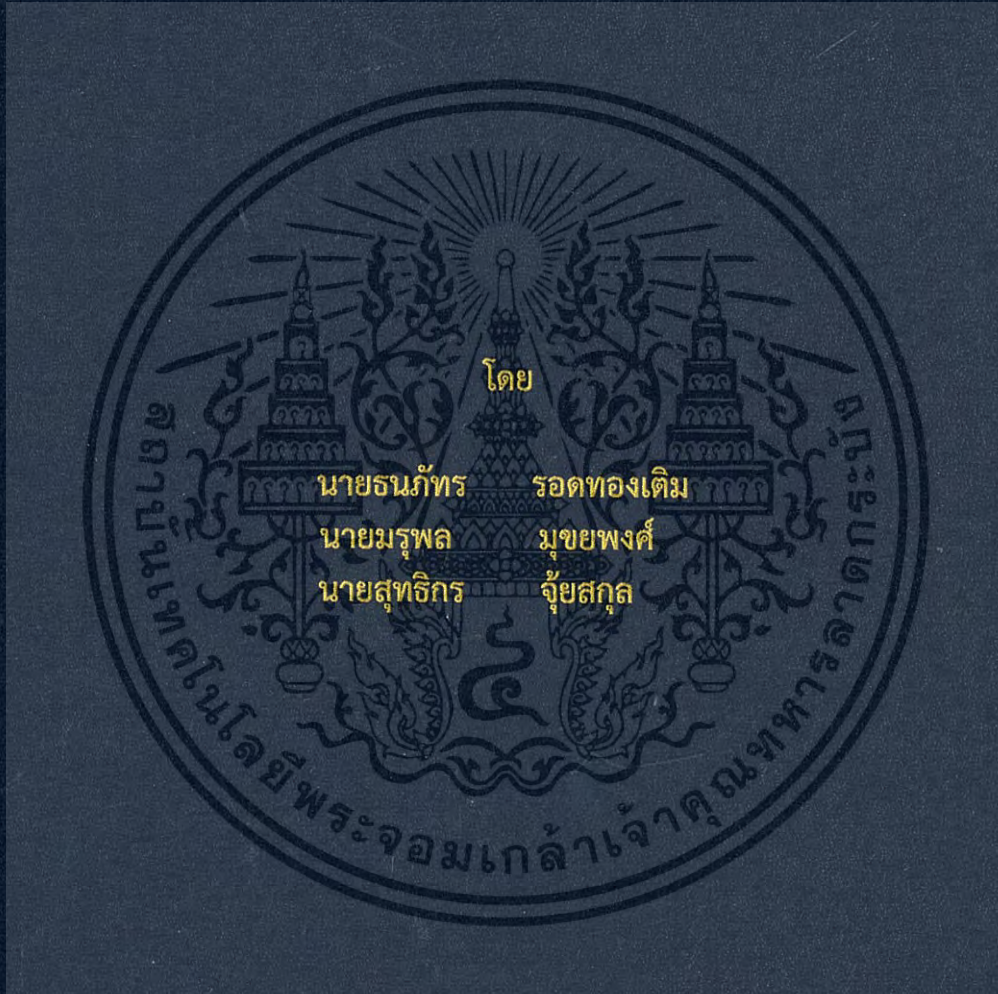 โดย
นายธนภัทร รอดทองเติม
นายมรุพล มุขยพงศ์
นายสุทธิกร จุ้ยสกุล
๔
สถาบันเทคโนโลยีพระจอมเกล้าเจ้าคุณทหารลาดกระบัง